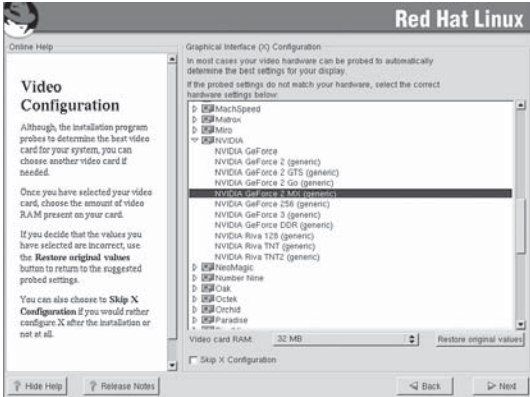 Red Hat Linux
Online Help
Video
Configuration
Although, the installation program
probes to determine the best video
card for your system, you can
choose another video card if
needed.
Once you have selected your video
card, choose the amount of video
RAM present on your card.
If you decide that the values you
have selected are incorrect, use
the Restore original values
button to return to the suggested
probed settings.
You can also choose to Skip X
Configuration if you would rather
configure X after the installation or
not at all.
Graphical Interface (X) Configuration
In most cases your video hardware can be probed to automatically
determine the best settings for your display.
If the probed settings do not match your hardware, select the correct
hardware settings below:
MachSpeed
Matrox
Miro
NVIDIA
NVIDIA GeForce
NVIDIA GeForce 2 (generic)
NVIDIA GeForce 2 GTS (generic)
NVIDIA GeForce 2 Go (generic)
NVIDIA GeForce 2 MX (generic)
NVIDIA GeForce 256 (generic)
NVIDIA GeForce 3 (generic)
NVIDIA GeForce DDR (generic)
NVIDIA Riva 128 (generic)
NVIDIA Riva TNT (generic)
NVIDIA Riva TNT2 (generic)
NeoMagic
Number Nine
Oak
Octek
Orchid
Paradise
Video card RAM: 32 MB
Restore original values
Skip X Configuration
Hide Help
Release Notes
Back
Next